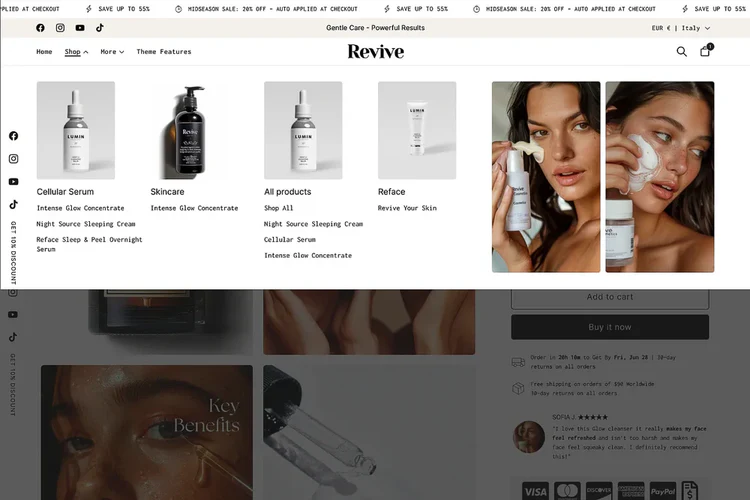 PPLIED AT CHECKOUT
SAVE UP TO 55%
MIDSEASON SALE: 20% OFF – AUTO APPLIED AT CHECKOUT
SAVE UP TO 55%
MIDSEASON SALE: 20% OFF – AUTO APPLIED AT CHECKOUT
SAVE UP TO 55%
Gentle Care - Powerful Results
EUR € | Italy
Home
Shop
More
Theme Features
Revive
1
LUMIN
Revive
LUMIN
LUMIN
Cellular Serum
Intense Glow Concentrate
Night Source Sleeping Cream
Reface Sleep & Peel Overnight
Serum
Skincare
Intense Glow Concentrate
All products
Shop All
Night Source Sleeping Cream
Cellular Serum
Intense Glow Concentrate
Reface
Revive Your Skin
GET 10% DISCOUNT
GET 10% DISCOUNT
Add to cart
Buy it now
Order in 20h 10m to Get By Fri, Jun 20 | 30-day
returns on all orders
Free shipping on orders of $50 Worldwide
30-day returns on all orders
SOFIA J.
"I love this Glow cleanser it really makes my face
feel refreshed and isn't too harsh and makes my
face feel squeaky clean. I definitely recommend
this!"
Key
Benefits
VISA
DISCOVER
PayPal